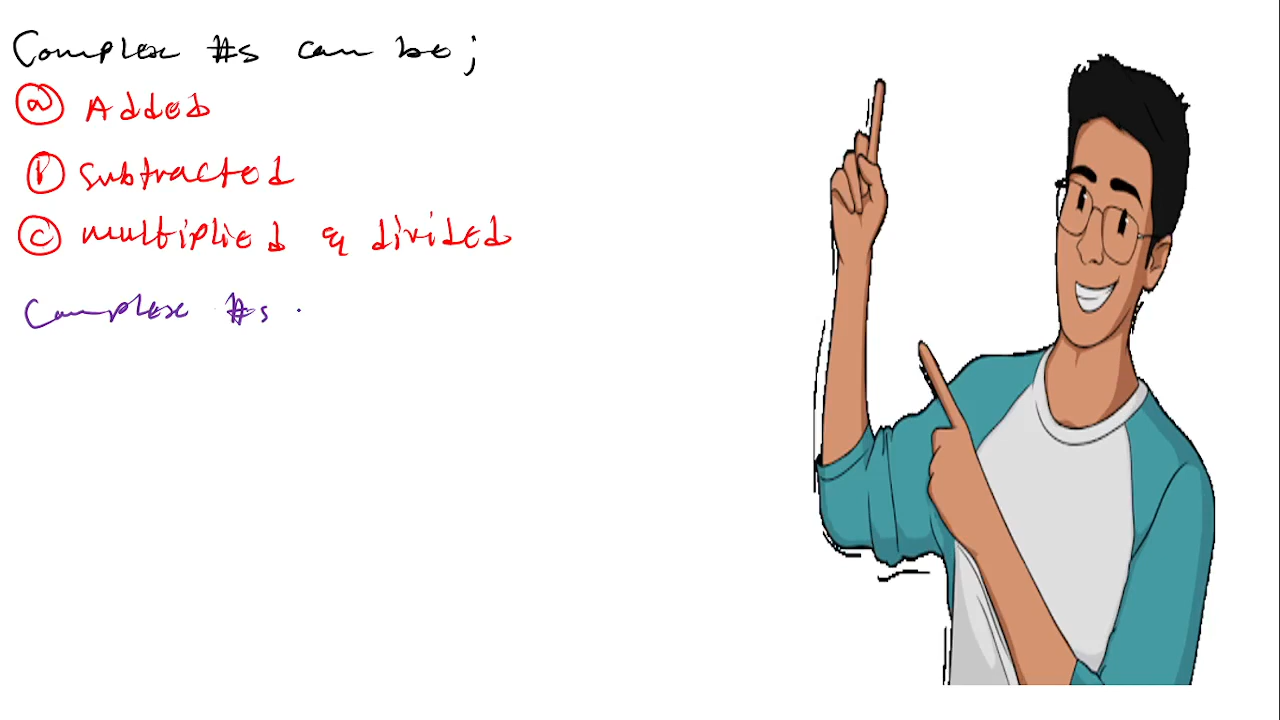 Complex #s can be;
(a) Added
(b) subtracted
(c) multiplied & divided
Complex #s